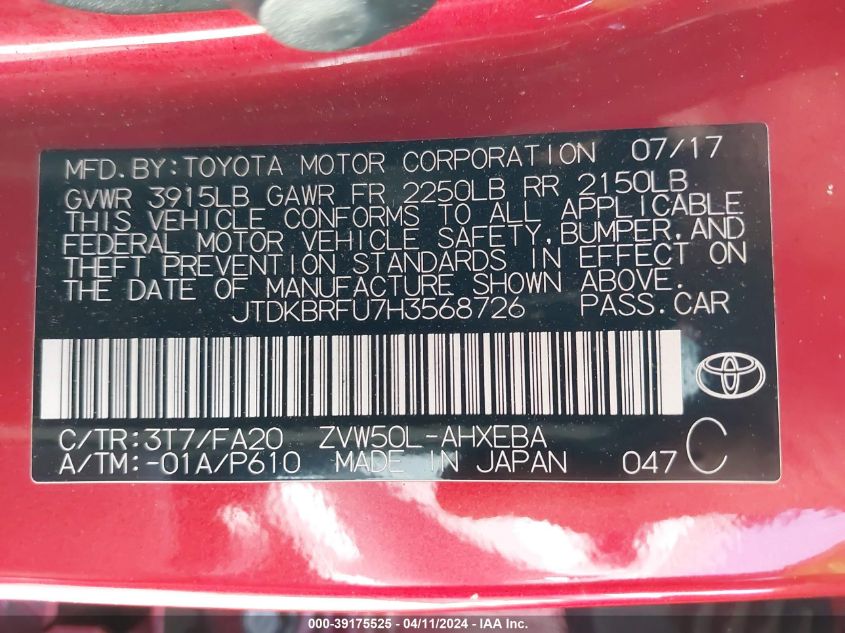 MFD.BY:TOYOTA MOTOR CORPORATION 07/17
GVWR 3915LB GAWR FR 2250LB RR 2150LB
THIS VEHICLE CONFORMS TO ALL APPLICABLE
FEDERAL MOTOR VEHICLE SAFETY,BUMPER,AND
THEFT PREVENTION STANDARDS IN EFFECT ON
THE DATE OF MANUFACTURE SHOWN ABOVE.
JTDKBRFU7H3568726 PASS.CAR
C/TR:3T7/FA20 ZVW50L-AHXEBA
A/TM:-01A/P610 MADE IN JAPAN 047 C
000-39175525 - 04/11/2024 - IAA Inc.